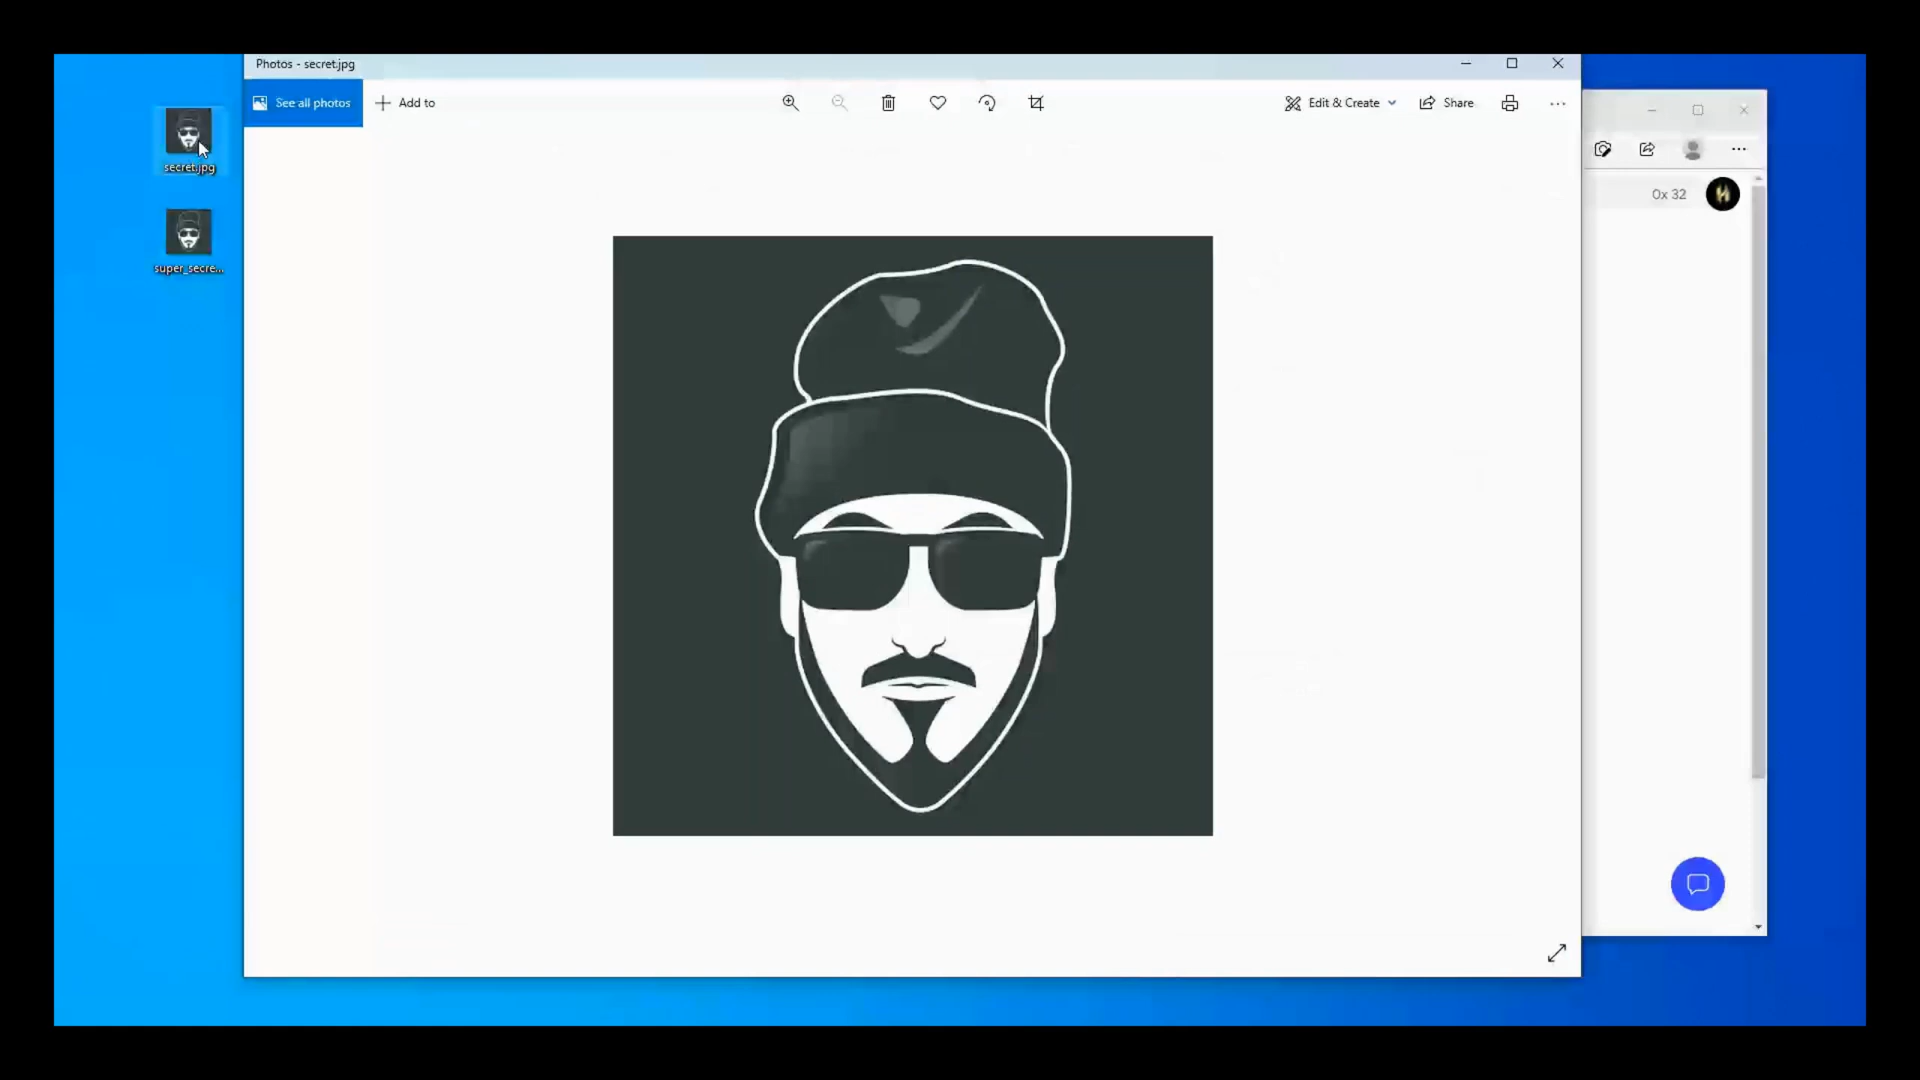 Photos - secret.jpg
See all photos
Add to
Edit & Create
Share
0x 32
secret.jpg
super_secre...